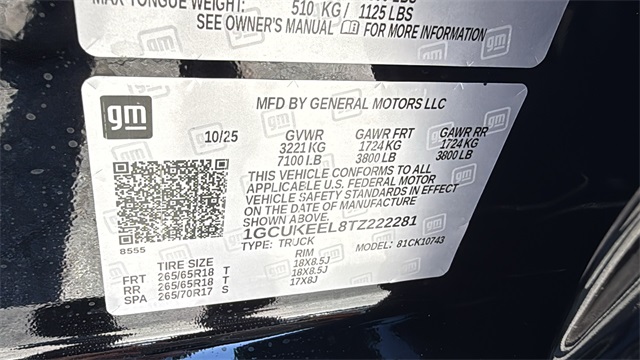 MAX TONGUE WEIGHT: 510 KG / 1125 LBS
SEE OWNER'S MANUAL FOR MORE INFORMATION
gm
MFD BY GENERAL MOTORS LLC
10/25 GVWR GAWR FRT GAWR RR
3221 KG 1724 KG 1724 KG
7100 LB 3800 LB 3800 LB
THIS VEHICLE CONFORMS TO ALL
APPLICABLE U.S. FEDERAL MOTOR
VEHICLE SAFETY STANDARDS IN EFFECT
ON THE DATE OF MANUFACTURE
SHOWN ABOVE.
1GCUKEEL8TZ222281
TYPE: TRUCK MODEL: 81CK10743
8555
TIRE SIZE RIM
FRT 265/65R18 T 18X8.5J
RR 265/65R18 T 18X8.5J
SPA 265/70R17 S 17X8J